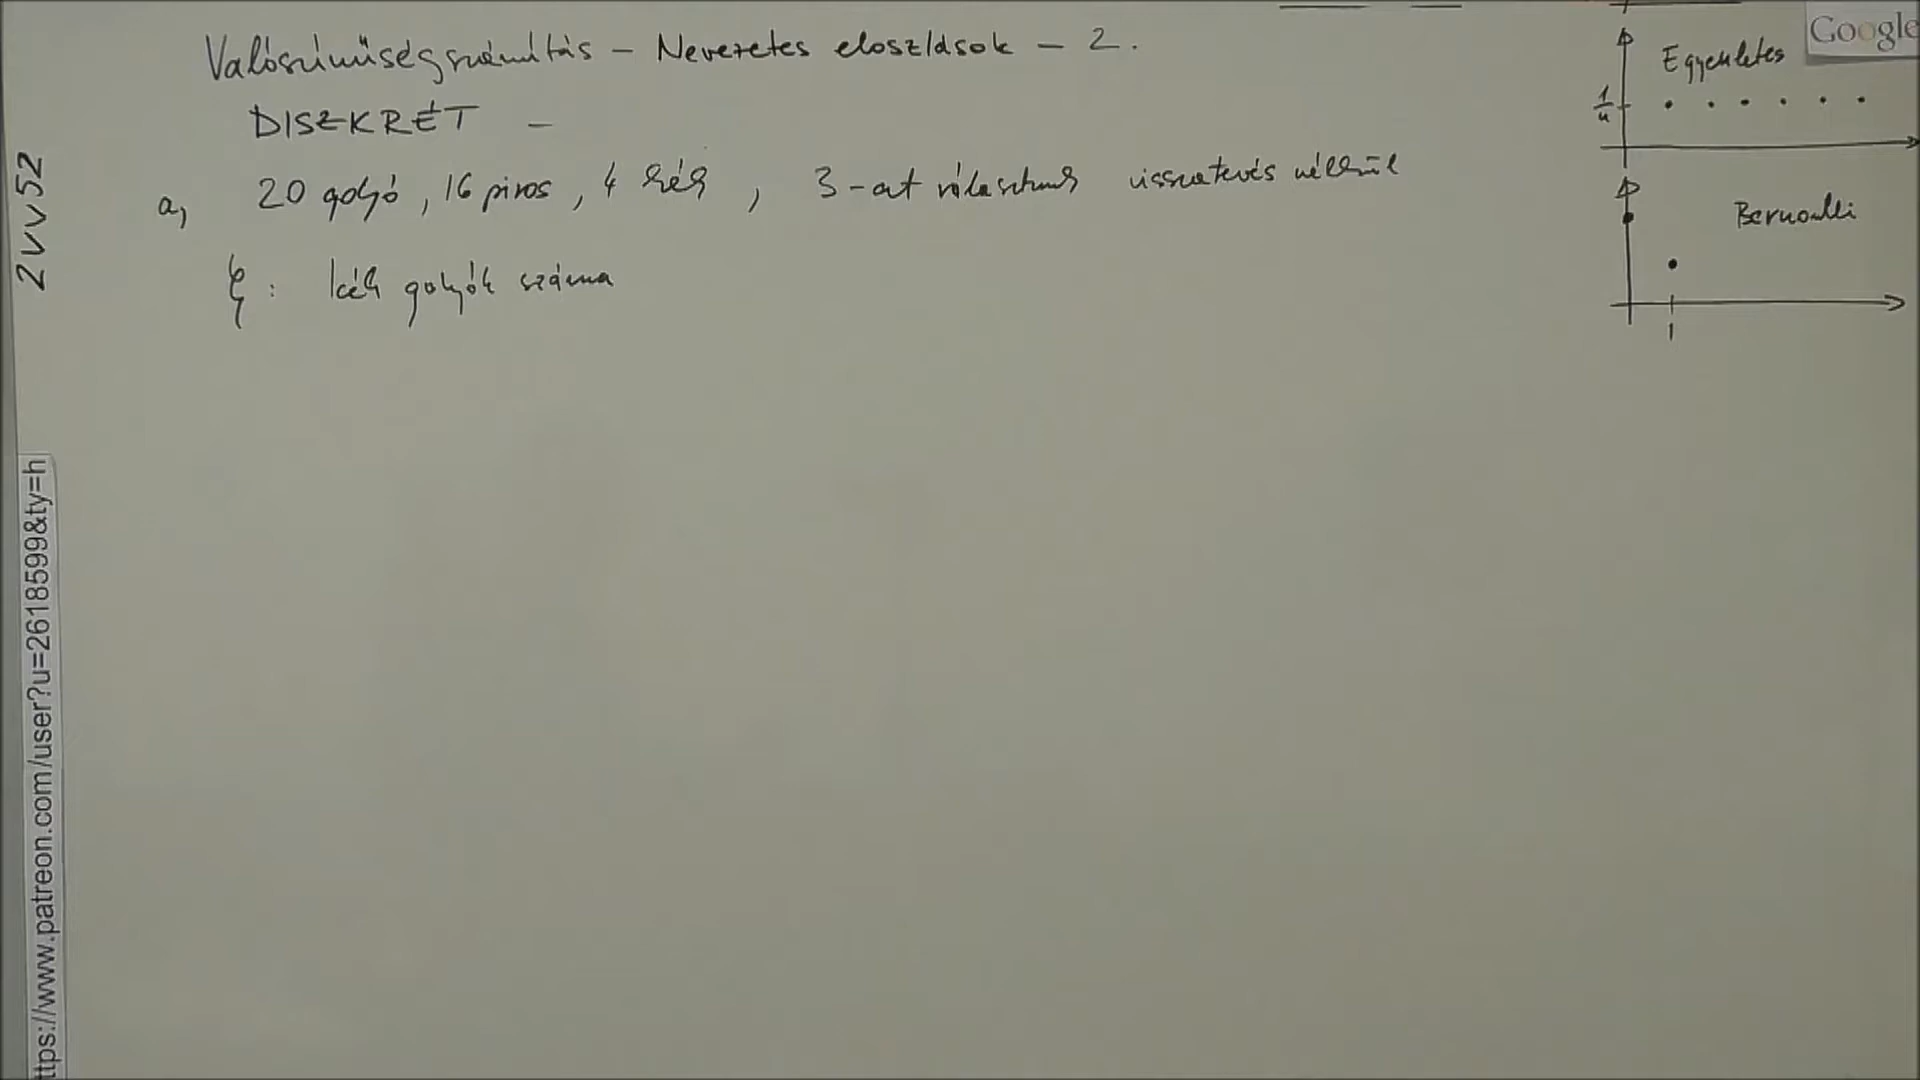 Valószínűségszámítás – Nevezetes eloszlások – 2.
DISZKRÉT –
a, 20 golyó, 16 piros, 4 kék, 3-at választunk visszatevés nélkül
ξ : kék golyók száma
Google
Egyenletes
1/n
Bernoulli
1
2vv52
ttps://www.patreon.com/user?u=2618599&ty=h